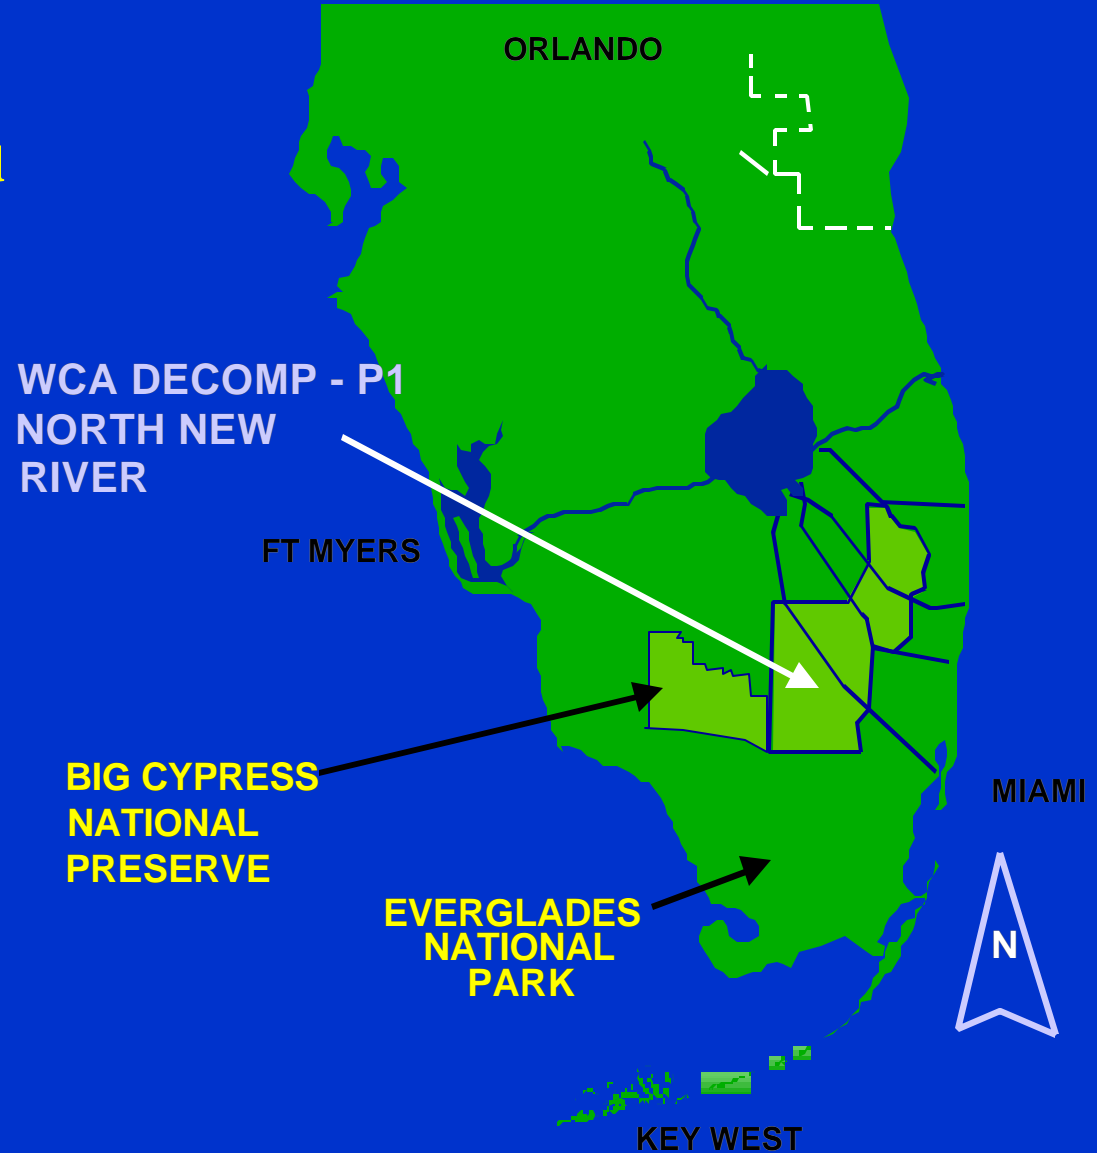 ORLANDO
WCA DECOMP - P1
NORTH NEW
RIVER
FT MYERS
BIG CYPRESS
NATIONAL
PRESERVE
MIAMI
EVERGLADES
NATIONAL
PARK
N
KEY WEST